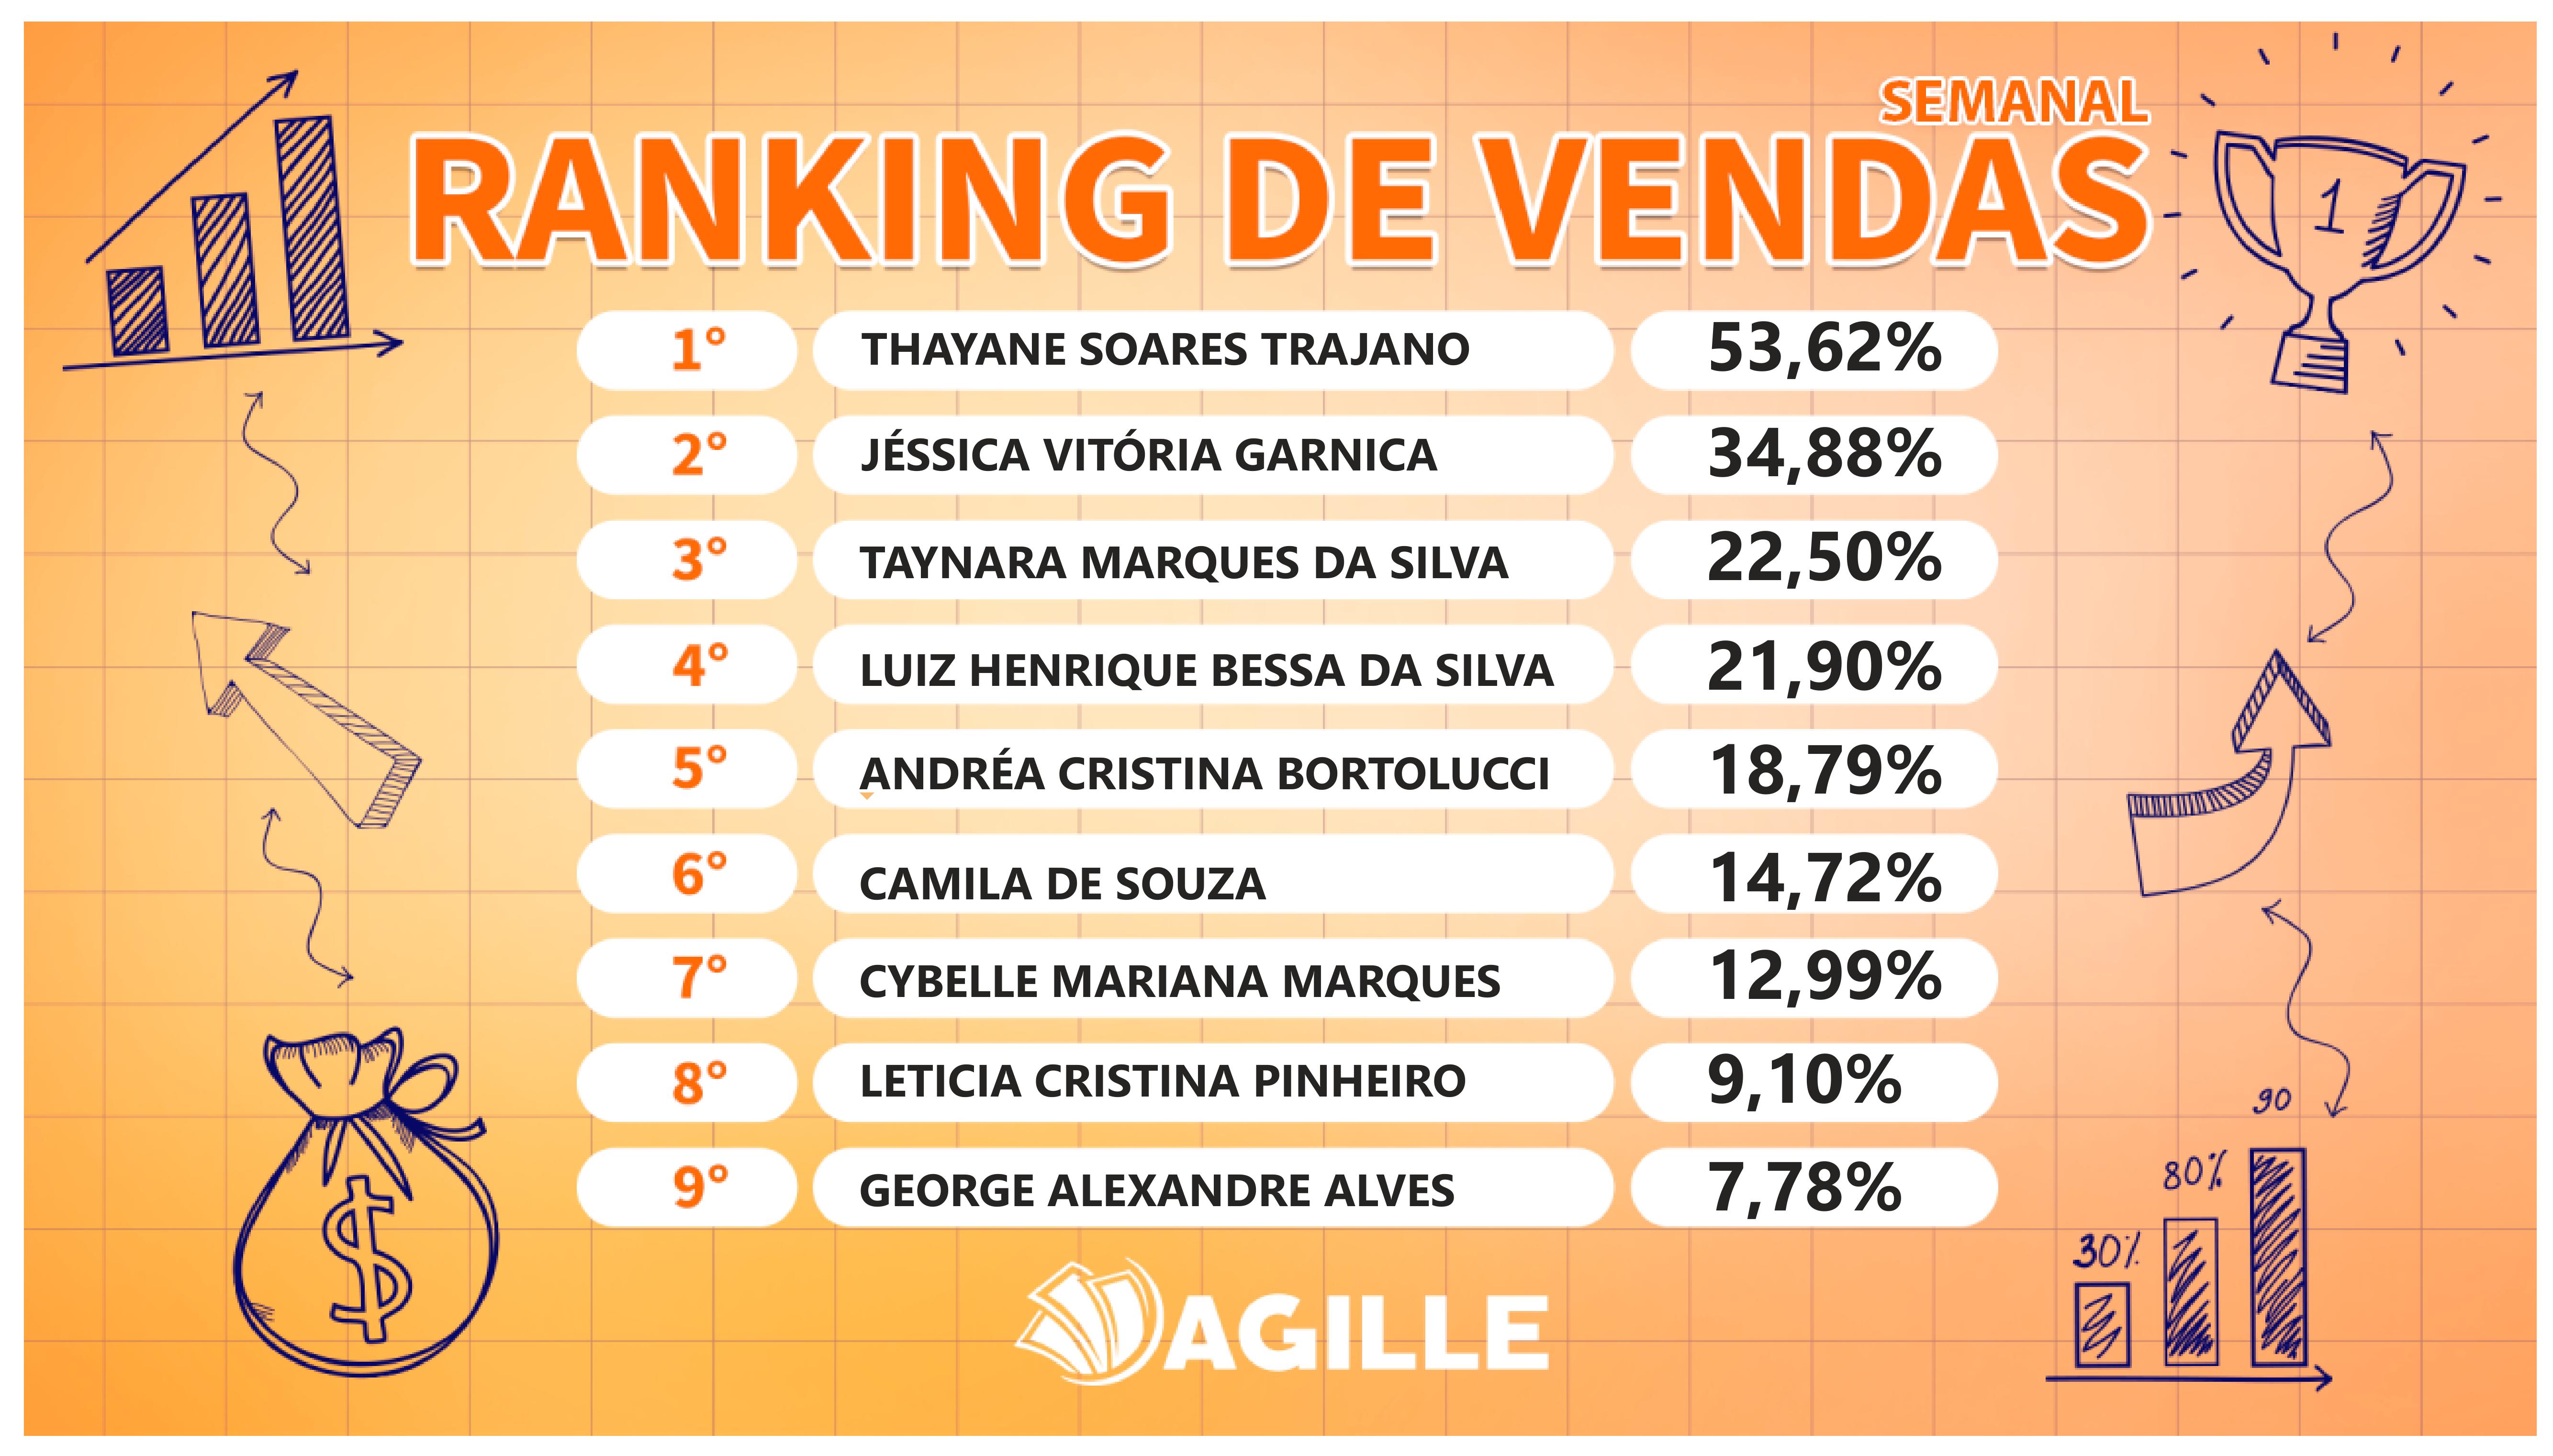 SEMANAL
RANKING DE VENDAS
1
1° THAYANE SOARES TRAJANO 53,62%
2° JÉSSICA VITÓRIA GARNICA 34,88%
3° TAYNARA MARQUES DA SILVA 22,50%
4° LUIZ HENRIQUE BESSA DA SILVA 21,90%
5° ANDRÉA CRISTINA BORTOLUCCI 18,79%
6° CAMILA DE SOUZA 14,72%
7° CYBELLE MARIANA MARQUES 12,99%
8° LETICIA CRISTINA PINHEIRO 9,10%
9° GEORGE ALEXANDRE ALVES 7,78%
$
90
80%
30%
AGILLE